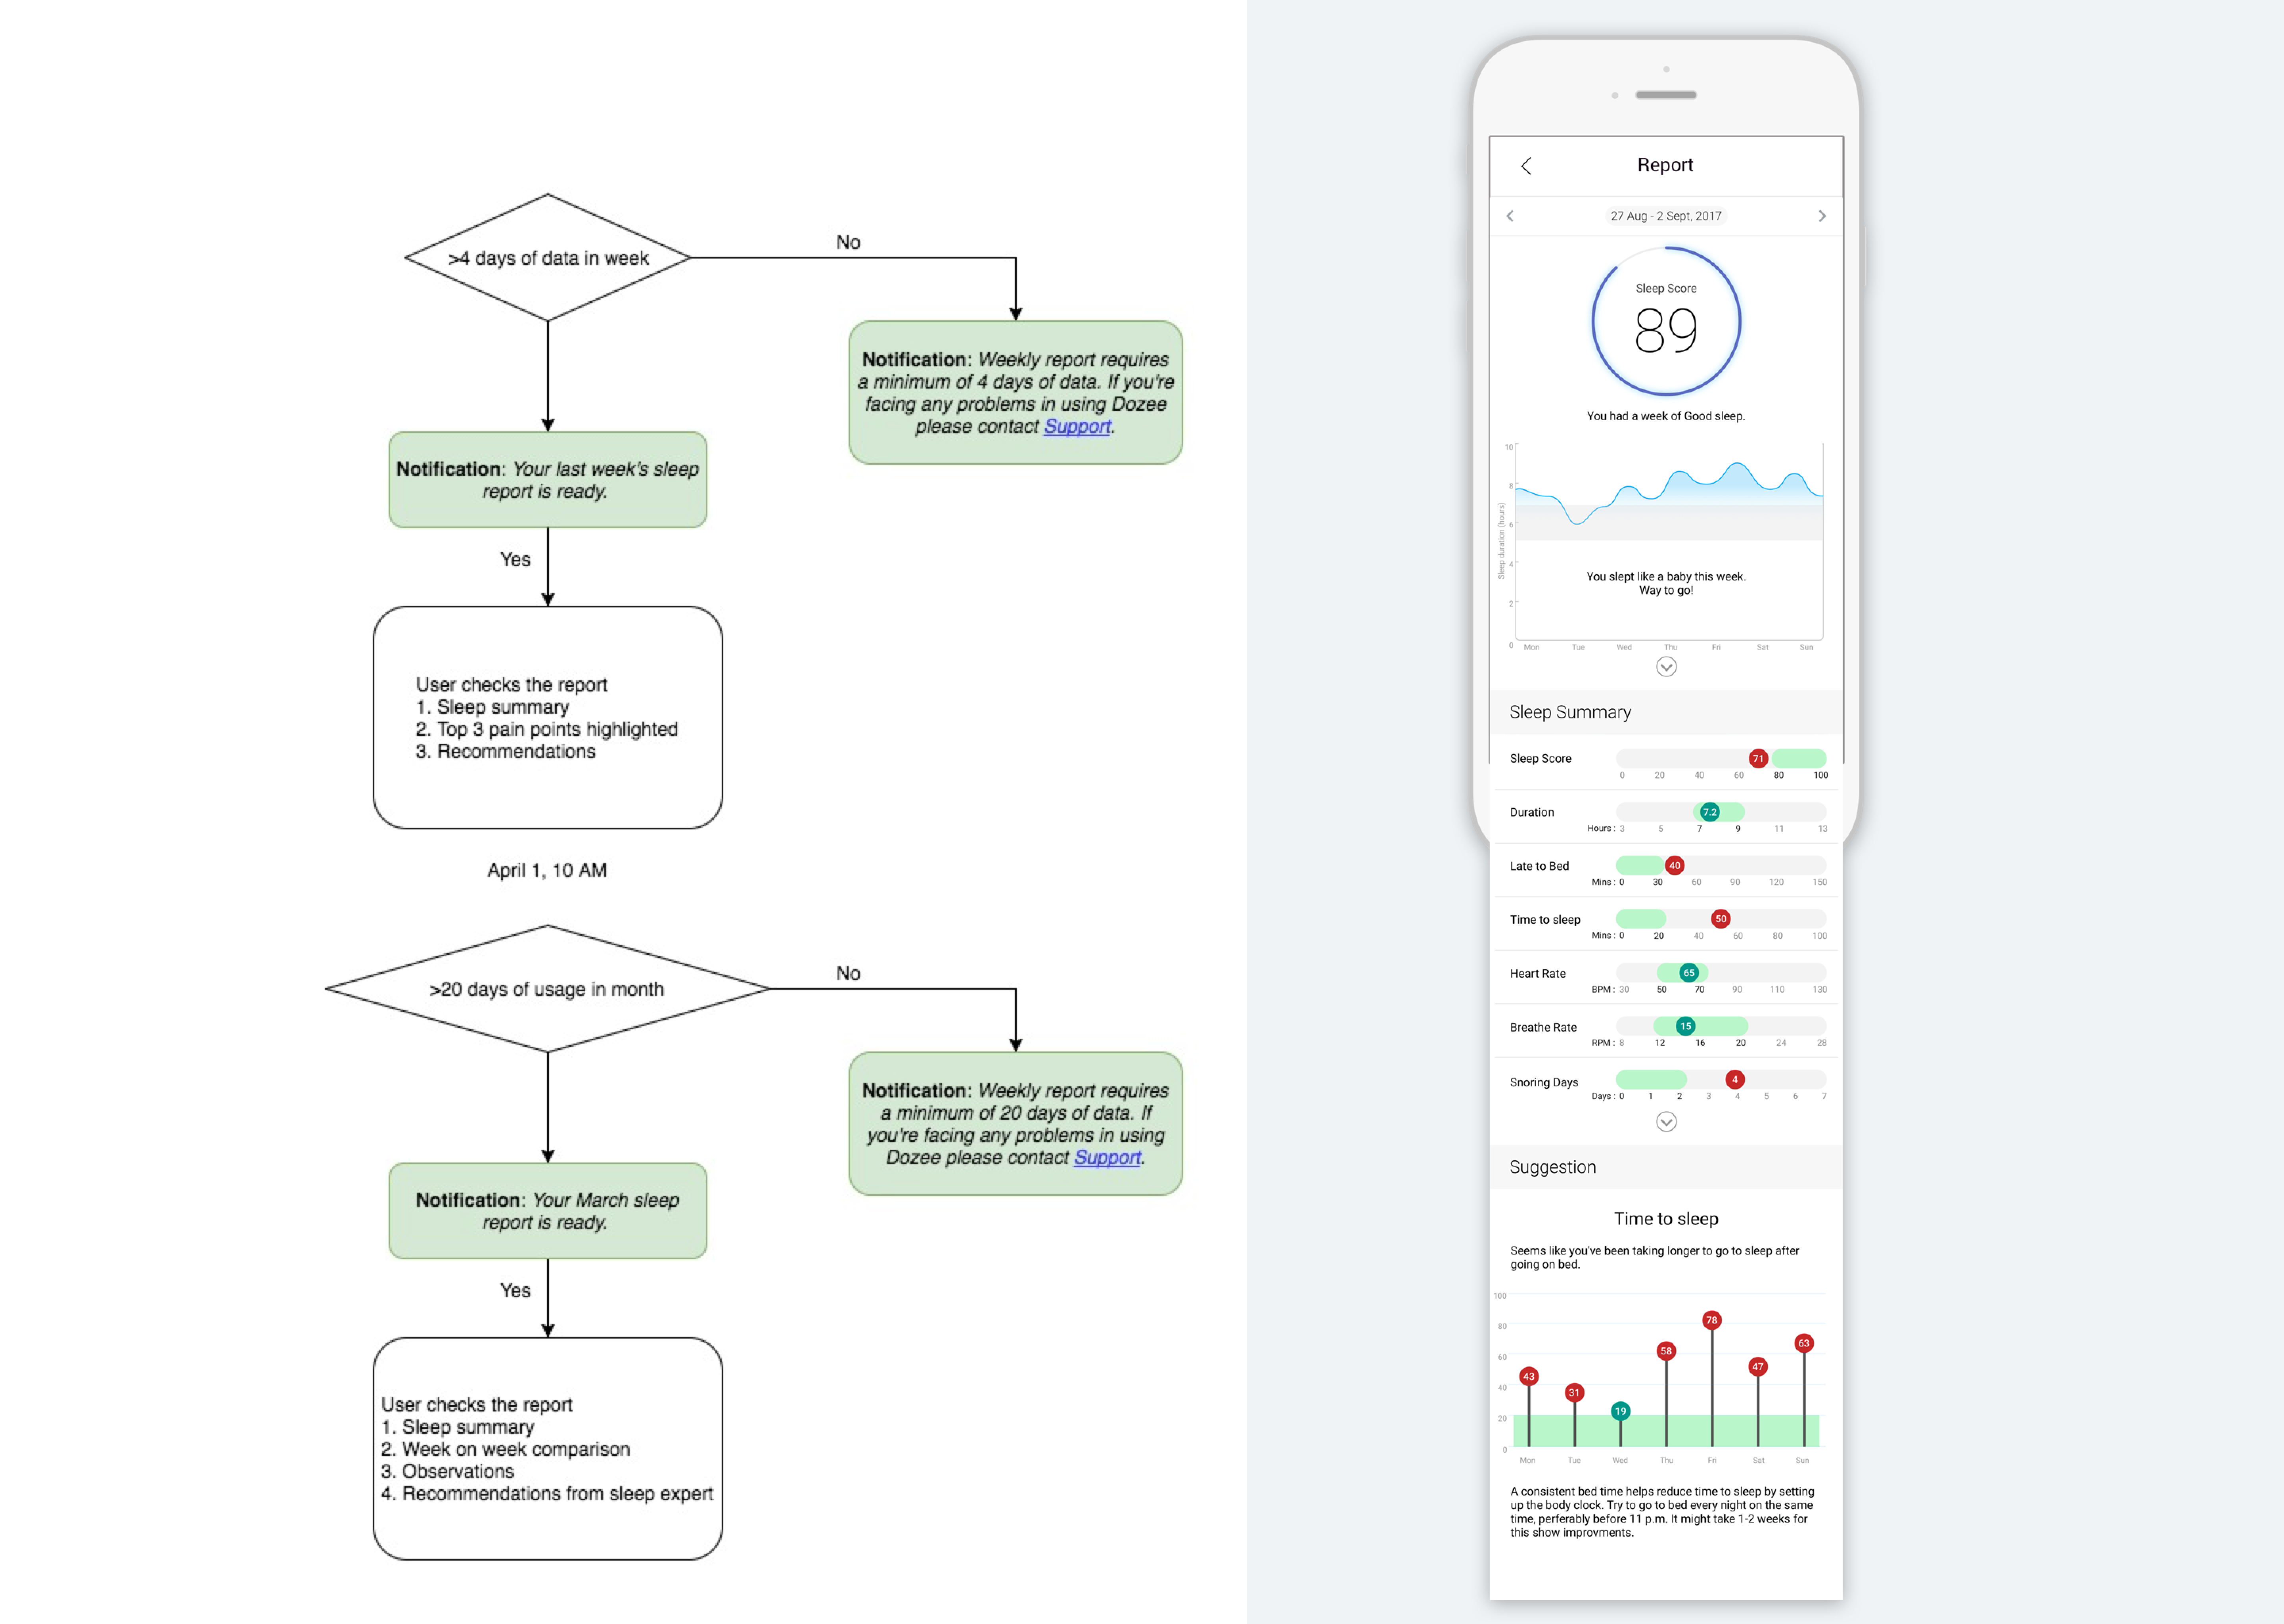 >4 days of data in week
No
Notification: Weekly report requires
a minimum of 4 days of data. If you're
facing any problems in using Dozee
please contact Support.
Notification: Your last week's sleep
report is ready.
Yes
User checks the report
1. Sleep summary
2. Top 3 pain points highlighted
3. Recommendations
April 1, 10 AM
>20 days of usage in month
No
Notification: Weekly report requires
a minimum of 20 days of data. If
you're facing any problems in using
Dozee please contact Support.
Notification: Your March sleep
report is ready.
Yes
User checks the report
1. Sleep summary
2. Week on week comparison
3. Observations
4. Recommendations from sleep expert
Report
27 Aug - 2 Sept, 2017
Sleep Score
89
You had a week of Good sleep.
Sleep duration (hours)
10
8
6
4
2
0
You slept like a baby this week.
Way to go!
Mon Tue Wed Thu Fri Sat Sun
Sleep Summary
Sleep Score
71
0 20 40 60 80 100
Duration
7.2
Hours : 3 5 7 9 11 13
Late to Bed
40
Mins : 0 30 60 90 120 150
Time to sleep
50
Mins : 0 20 40 60 80 100
Heart Rate
65
BPM : 30 50 70 90 110 130
Breathe Rate
15
RPM : 8 12 16 20 24 28
Snoring Days
4
Days : 0 1 2 3 4 5 6 7
Suggestion
Time to sleep
Seems like you've been taking longer to go to sleep after
going on bed.
100
80
60
40
20
0
43 31 19 58 78 47 63
Mon Tue Wed Thu Fri Sat Sun
A consistent bed time helps reduce time to sleep by setting
up the body clock. Try to go to bed every night on the same
time, perferably before 11 p.m. It might take 1-2 weeks for
this show improvments.